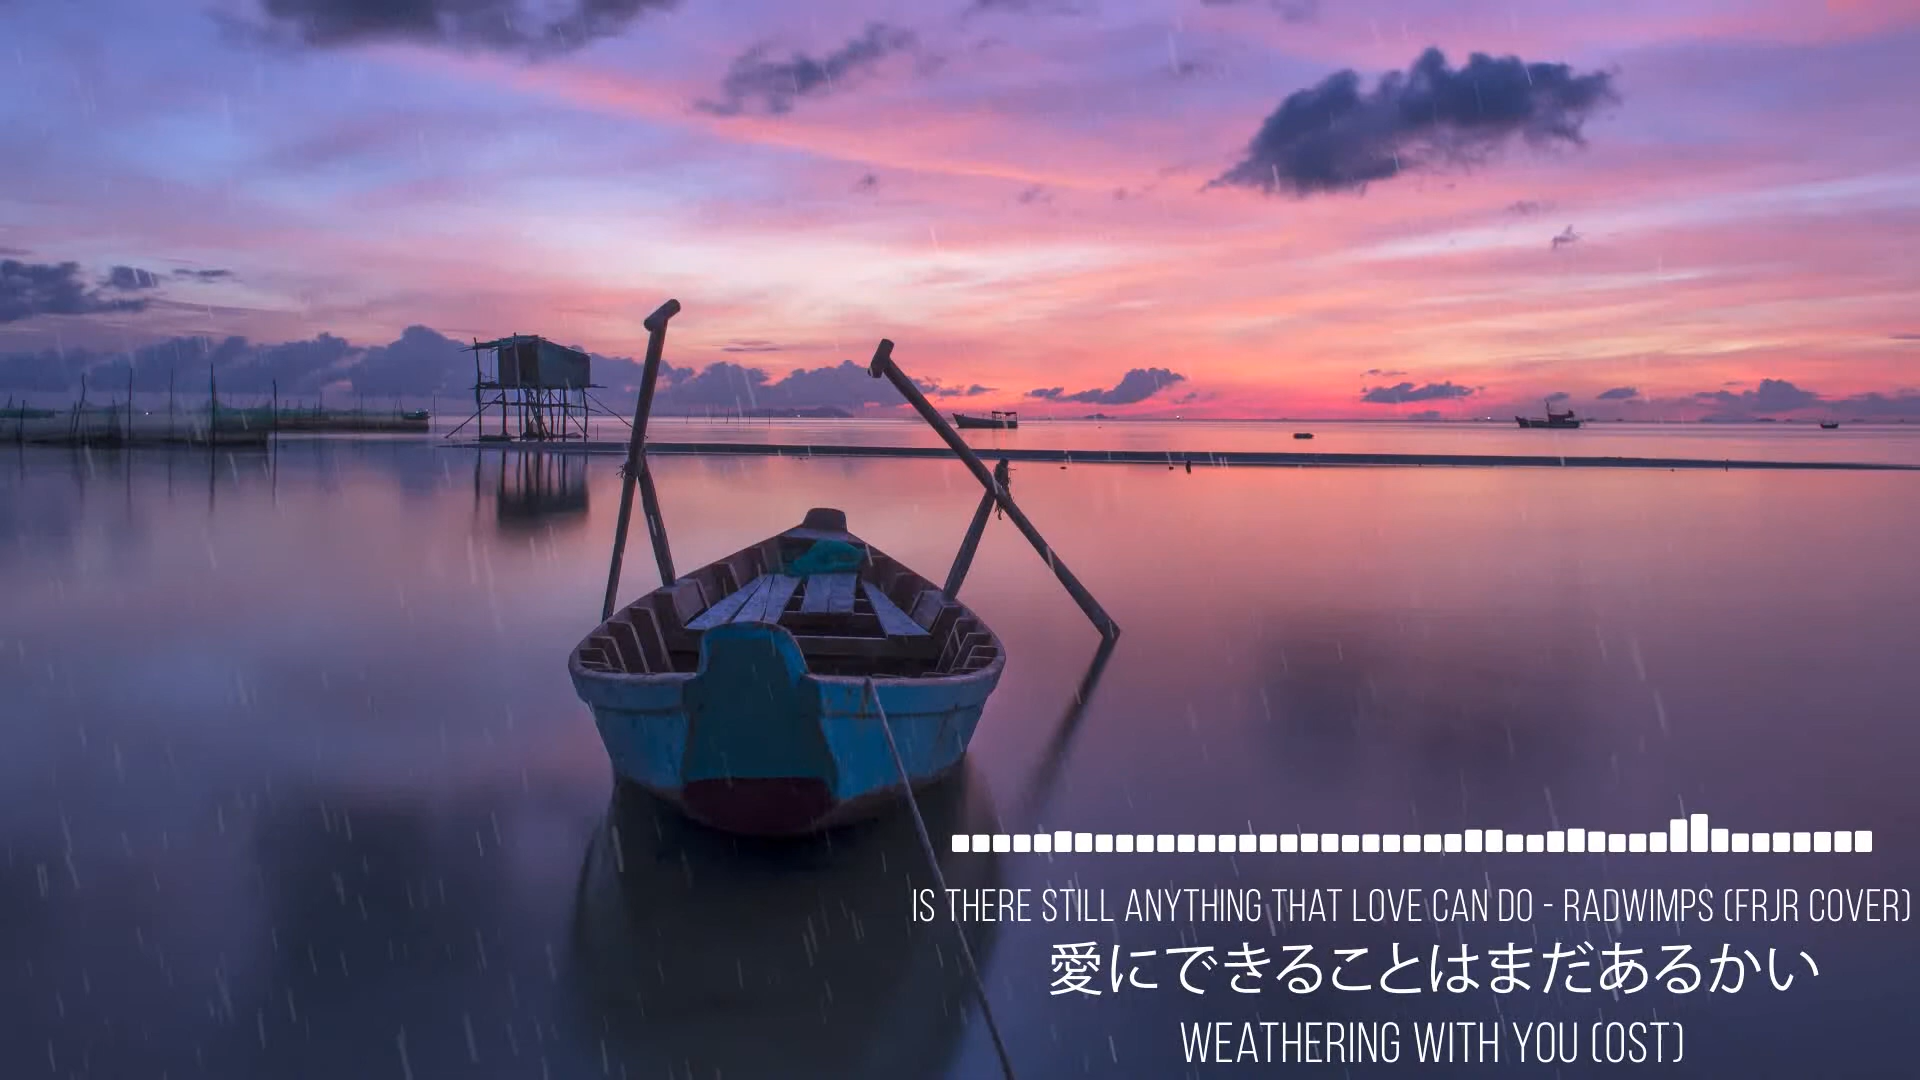 IS THERE STILL ANYTHING THAT LOVE CAN DO - RADWIMPS (FRJR COVER)
愛にできることはまだあるかい
WEATHERING WITH YOU (OST)